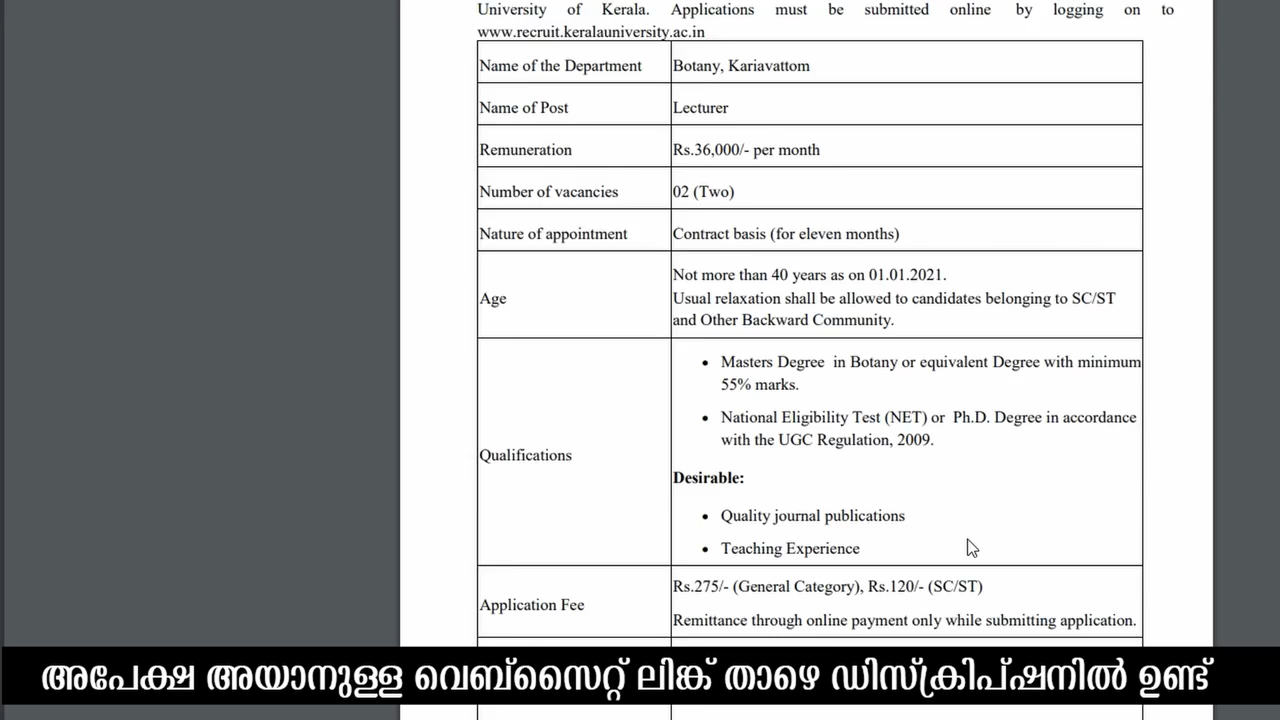 University of Kerala. Applications must be submitted online by logging on to
www.recruit.keralauniversity.ac.in
Name of the Department Botany, Kariavattom
Name of Post Lecturer
Remuneration Rs.36,000/- per month
Number of vacancies 02 (Two)
Nature of appointment Contract basis (for eleven months)
Age Not more than 40 years as on 01.01.2021.
Usual relaxation shall be allowed to candidates belonging to SC/ST
and Other Backward Community.
Qualifications
• Masters Degree in Botany or equivalent Degree with minimum
55% marks.
• National Eligibility Test (NET) or Ph.D. Degree in accordance
with the UGC Regulation, 2009.
Desirable:
• Quality journal publications
• Teaching Experience
Application Fee Rs.275/- (General Category), Rs.120/- (SC/ST)
Remittance through online payment only while submitting application.
അപേക്ഷ അയാനുള്ള വെബ്സൈറ്റ് ലിങ്ക് താഴെ ഡിസ്ക്രിപ്ഷനിൽ ഉണ്ട്